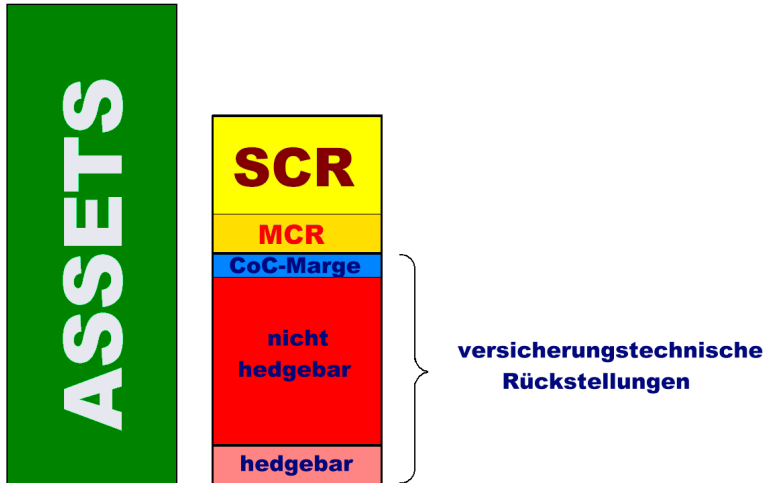 ASSETS
SCR
MCR
CoC-Marge
nicht
hedgebar
versicherungstechnische
Rückstellungen
hedgebar